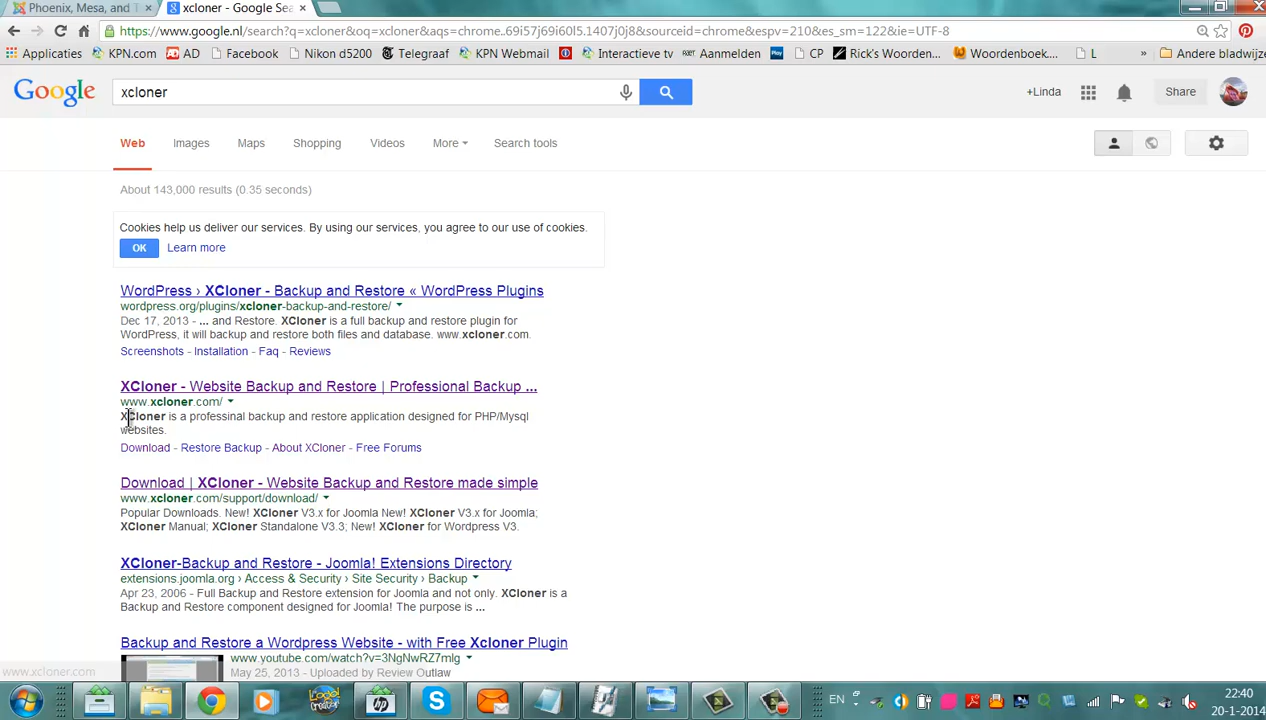 Phoenix, Mesa, and T ×
xcloner - Google Sea ×
https://www.google.nl/search?q=xcloner&oq=xcloner&aqs=chrome..69i57j69i60l5.1407j0j8&sourceid=chrome&espv=210&es_sm=122&ie=UTF-8
Applicaties KPN.com AD Facebook Nikon d5200 Telegraaf KPN Webmail Interactieve tv Aanmelden Play CP Rick's Woorden... Woordenboek.... L » Andere bladwijze
Google xcloner +Linda Share
Web Images Maps Shopping Videos More Search tools
About 143,000 results (0.35 seconds)
Cookies help us deliver our services. By using our services, you agree to our use of cookies.
OK Learn more
WordPress › XCloner - Backup and Restore « WordPress Plugins
wordpress.org/plugins/xcloner-backup-and-restore/
Dec 17, 2013 - ... and Restore. XCloner is a full backup and restore plugin for
WordPress, it will backup and restore both files and database. www.xcloner.com.
Screenshots - Installation - Faq - Reviews
XCloner - Website Backup and Restore | Professional Backup ...
www.xcloner.com/
XCloner is a professinal backup and restore application designed for PHP/Mysql
websites.
Download - Restore Backup - About XCloner - Free Forums
Download | XCloner - Website Backup and Restore made simple
www.xcloner.com/support/download/
Popular Downloads. New! XCloner V3.x for Joomla New! XCloner V3.x for Joomla;
XCloner Manual; XCloner Standalone V3.3; New! XCloner for Wordpress V3.
XCloner-Backup and Restore - Joomla! Extensions Directory
extensions.joomla.org › Access & Security › Site Security › Backup
Apr 23, 2006 - Full Backup and Restore extension for Joomla and not only. XCloner is a
Backup and Restore component designed for Joomla! The purpose is ...
Backup and Restore a Wordpress Website - with Free Xcloner Plugin
www.youtube.com/watch?v=3NgNwRZ7mlg
May 25, 2013 - Uploaded by Review Outlaw
www.xcloner.com
EN
22:40
20-1-2014